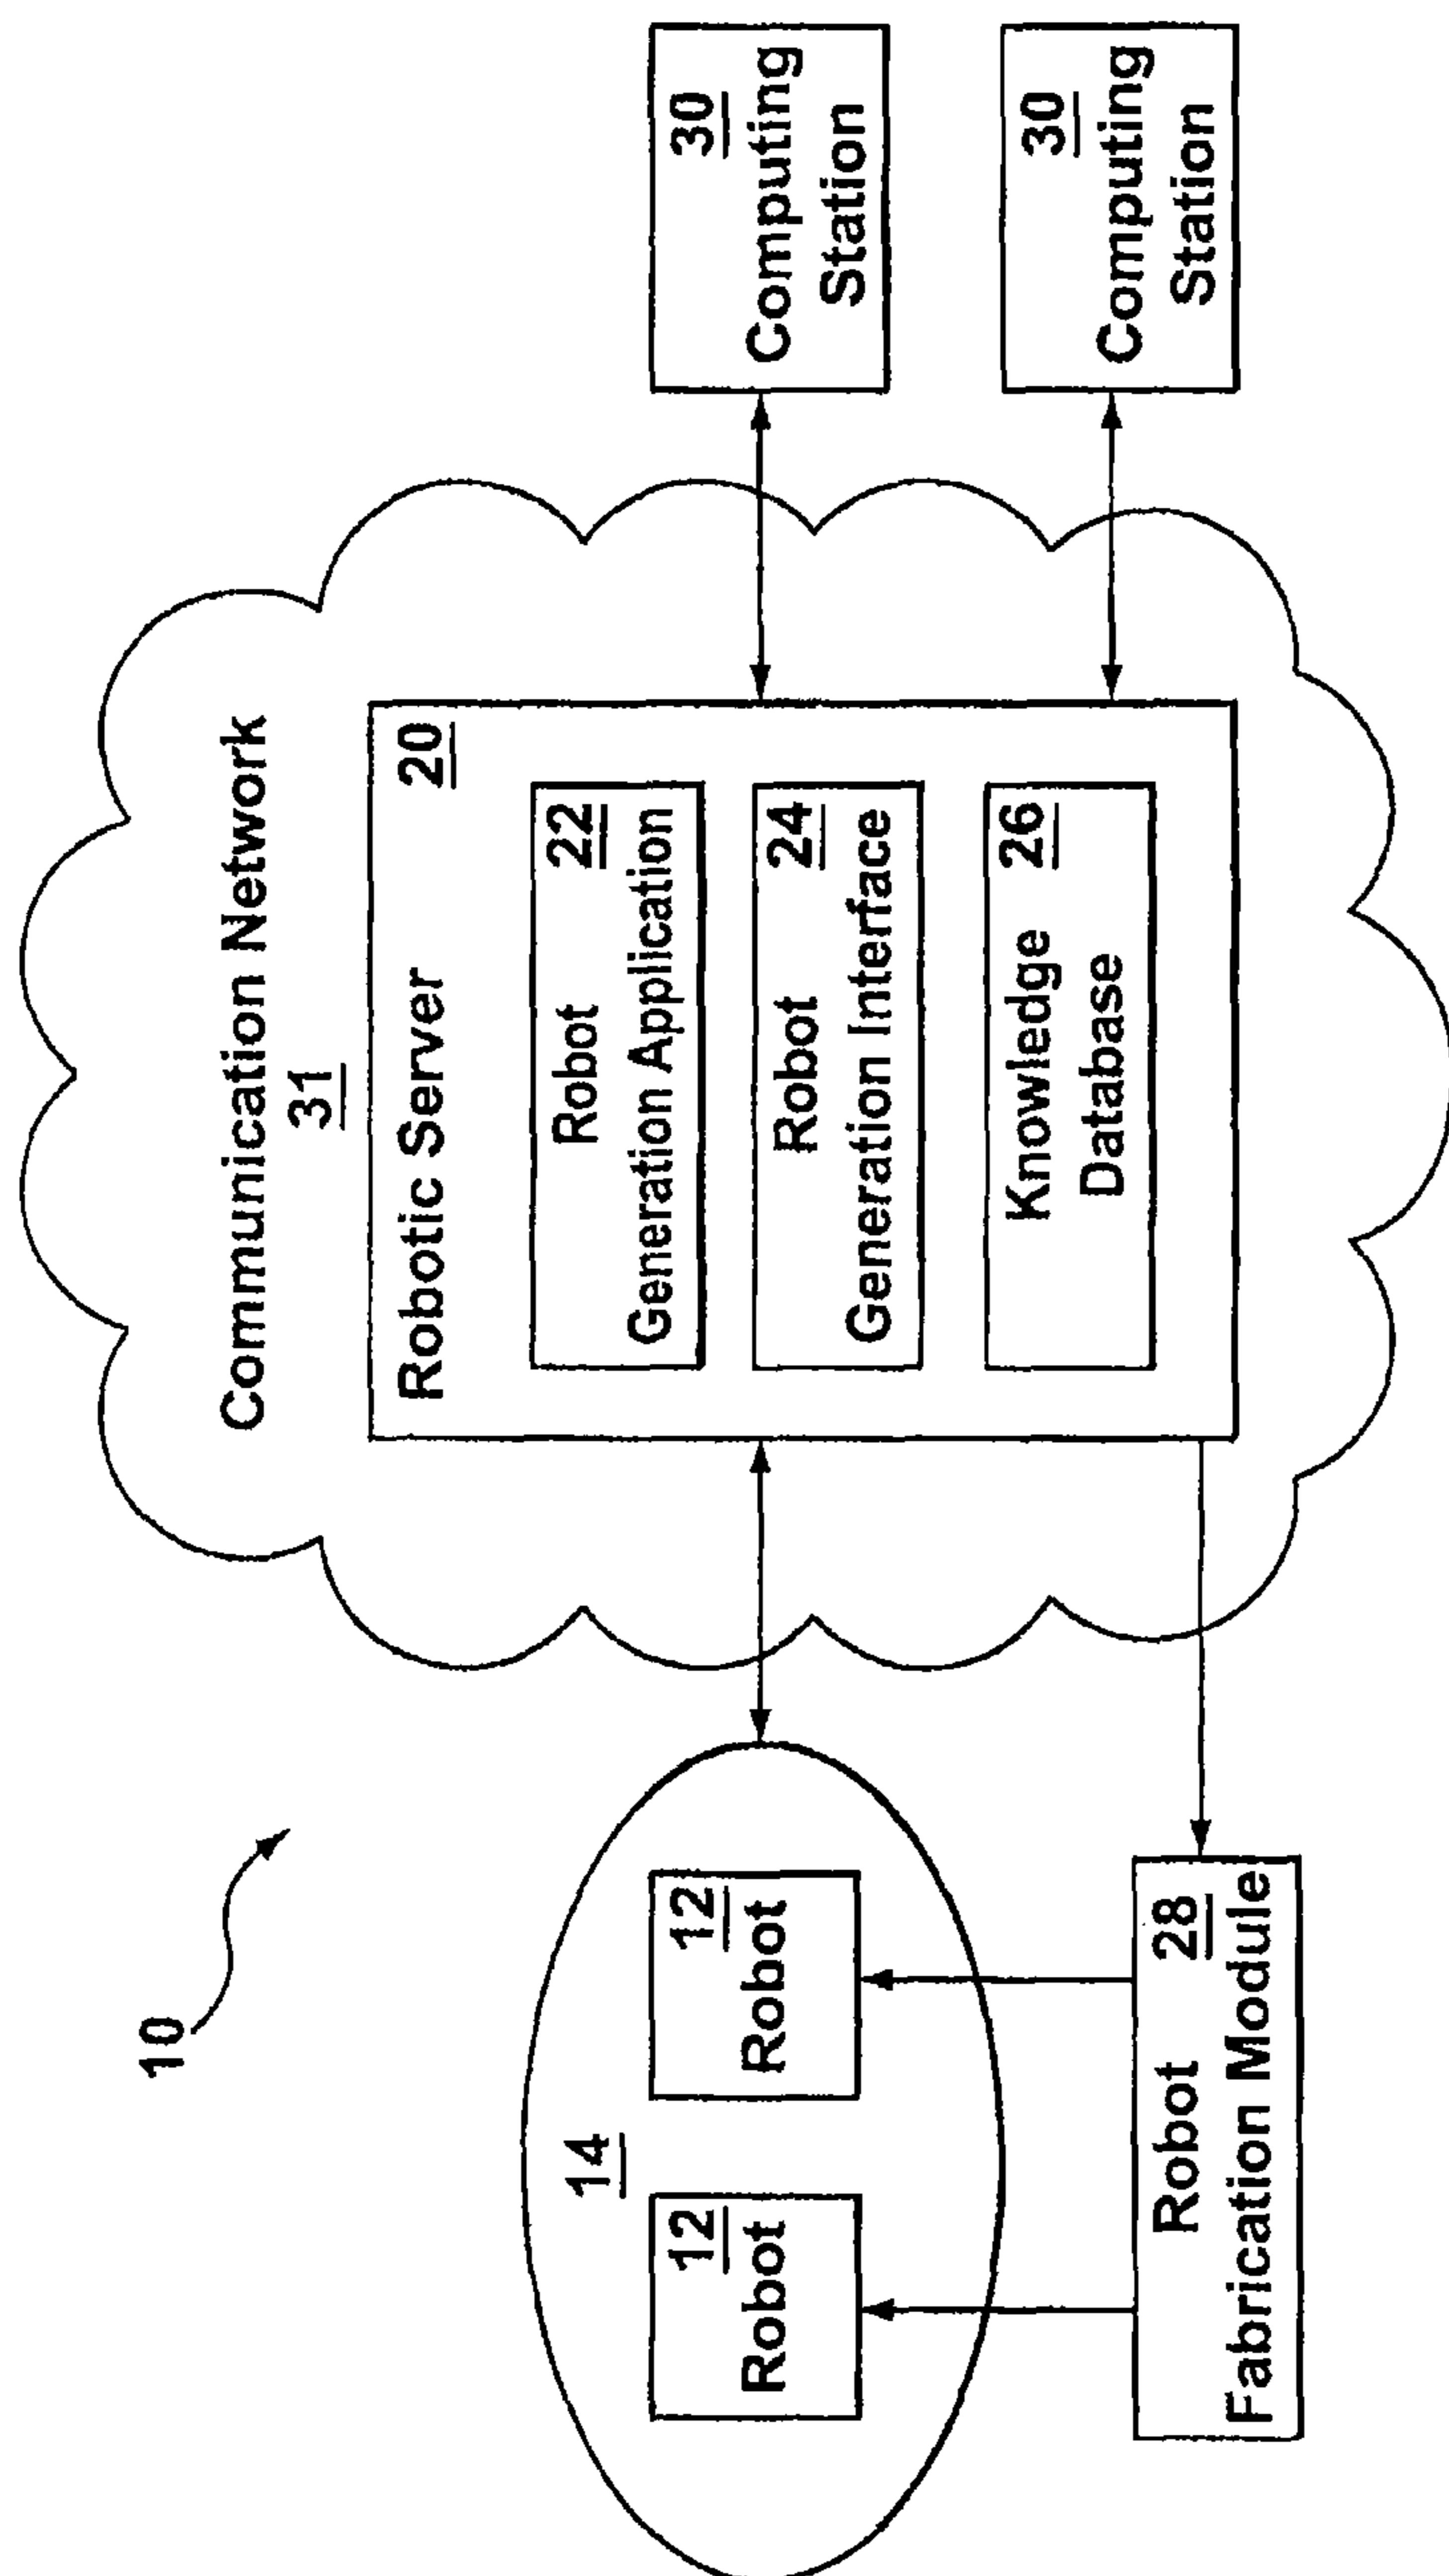 10
14
12
Robot
12
Robot
28
Robot
Fabrication Module
Communication Network
31
Robotic Server
20
22
Robot
Generation Application
24
Robot
Generation Interface
26
Knowledge
Database
30
Computing
Station
30
Computing
Station